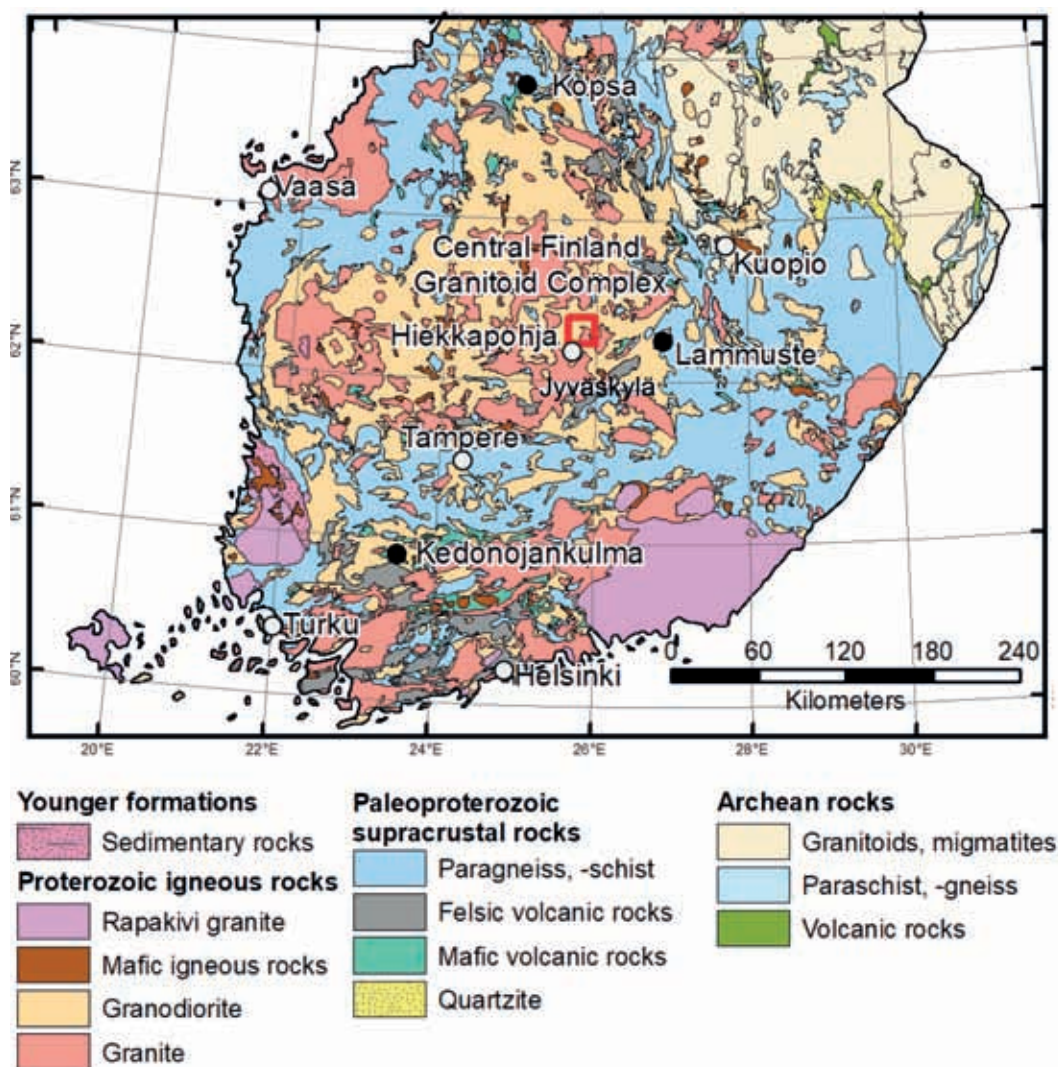 Kopsa
63°N
Vaasa
Central Finland
Granitoid Complex
Kuopio
62°N
Hiekkapohja
Lammuste
Jyväskylä
Tampere
61°N
Kedonojankulma
Turku
Helsinki
60°N
0 60 120 180 240
Kilometers
20°E 22°E 24°E 26°E 28°E 30°E
Younger formations
Sedimentary rocks
Proterozoic igneous rocks
Rapakivi granite
Mafic igneous rocks
Granodiorite
Granite
Paleoproterozoic
supracrustal rocks
Paragneiss, -schist
Felsic volcanic rocks
Mafic volcanic rocks
Quartzite
Archean rocks
Granitoids, migmatites
Paraschist, -gneiss
Volcanic rocks